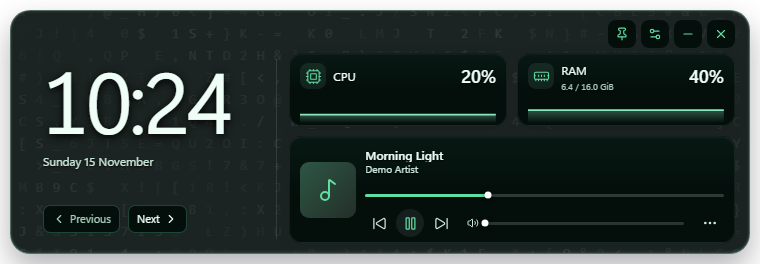 10:24
Sunday 15 November
Previous
Next
CPU
20%
RAM
6.4 / 16.0 GiB
40%
Morning Light
Demo Artist